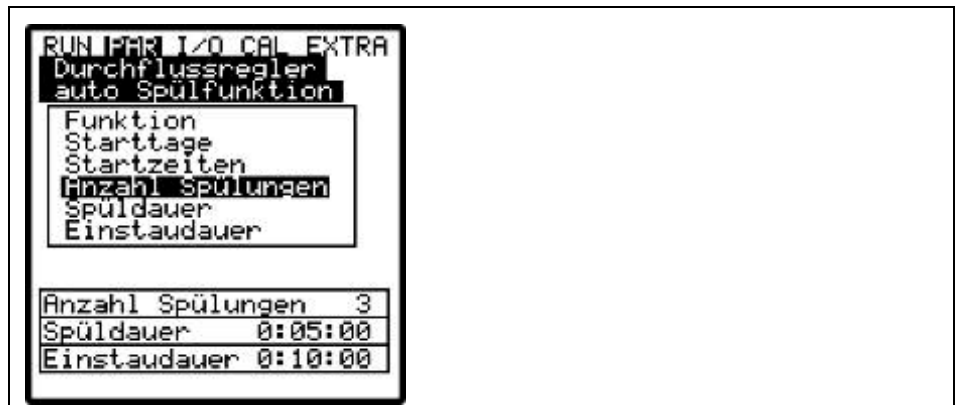 RUN PAR I/O CAL EXTRA
Durchflussregler
auto Spülfunktion
Funktion
Starttage
Startzeiten
Anzahl Spülungen
Spüldauer
Einstaudauer
Anzahl Spülungen 3
Spüldauer 0:05:00
Einstaudauer 0:10:00